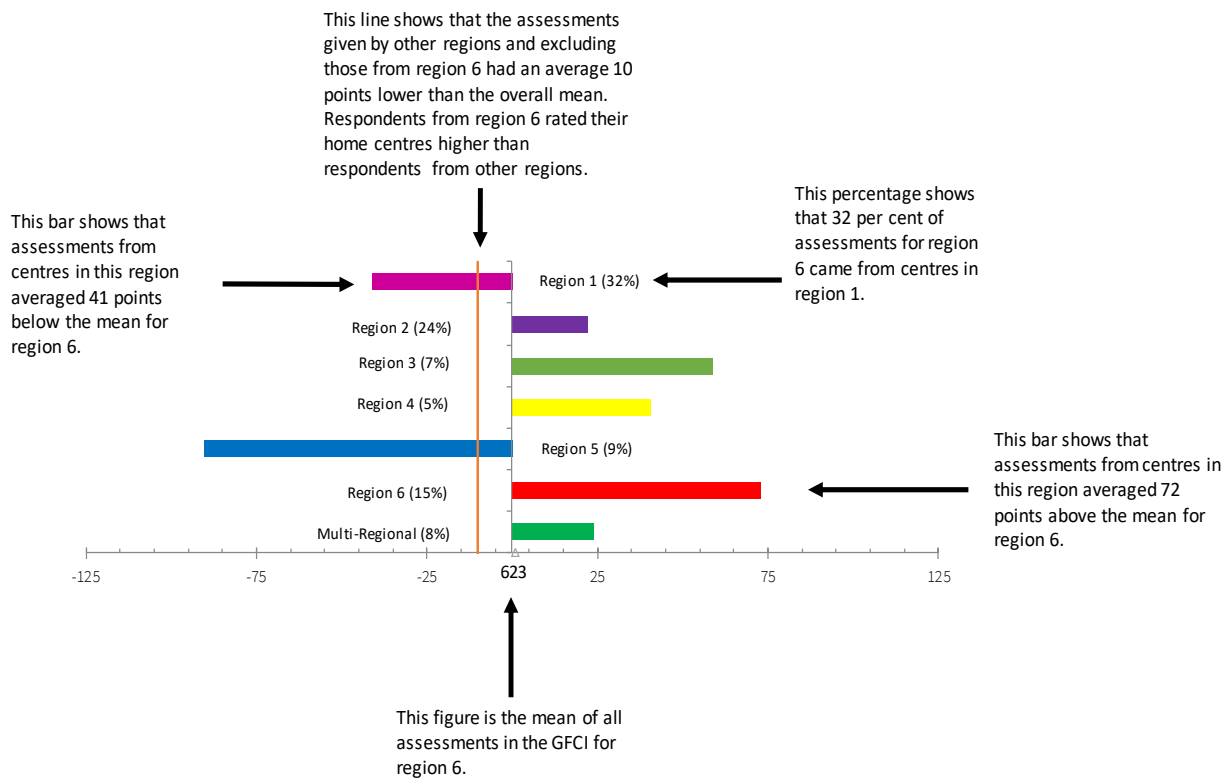 This line shows that the assessments
given by other regions and excluding
those from region 6 had an average 10
points lower than the overall mean.
Respondents from region 6 rated their
home centres higher than
respondents from other regions.
This bar shows that
assessments from
centres in this region
averaged 41 points
below the mean for
region 6.
This percentage shows
that 32 per cent of
assessments for region
6 came from centres in
region 1.
Region 1 (32%)
Region 2 (24%)
Region 3 (7%)
Region 4 (5%)
Region 5 (9%)
Region 6 (15%)
Multi-Regional (8%)
This bar shows that
assessments from centres in
this region averaged 72
points above the mean for
region 6.
-125 -75 -25 623 25 75 125
This figure is the mean of all
assessments in the GFCI for
region 6.